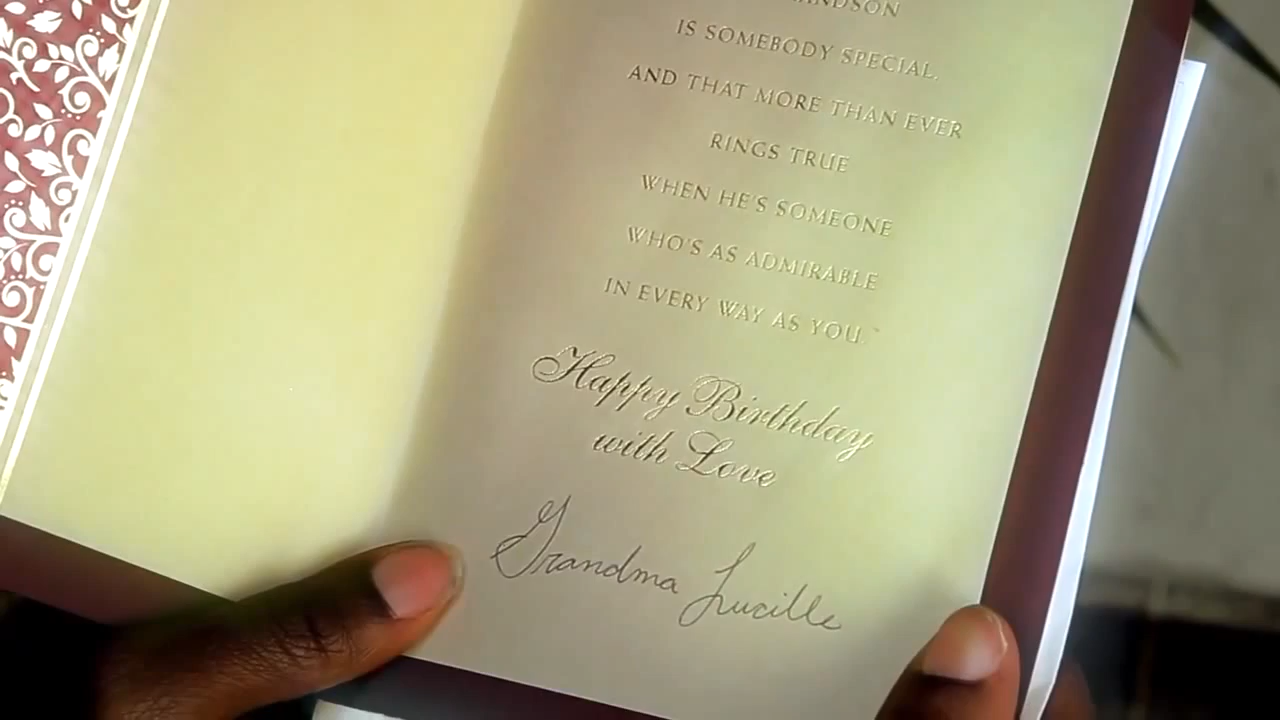 IS SOMEBODY SPECIAL,
AND THAT MORE THAN EVER
RINGS TRUE
WHEN HE'S SOMEONE
WHO'S AS ADMIRABLE
IN EVERY WAY AS YOU.
Happy Birthday
with Love
Grandma Lucille